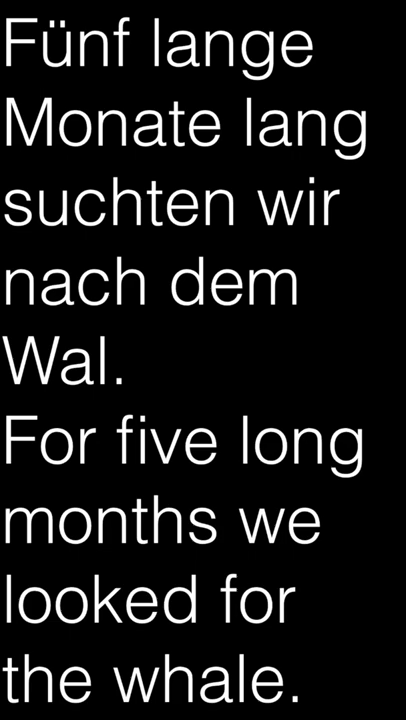 Fünf lange
Monate lang
suchten wir
nach dem
Wal.
For five long
months we
looked for
the whale.